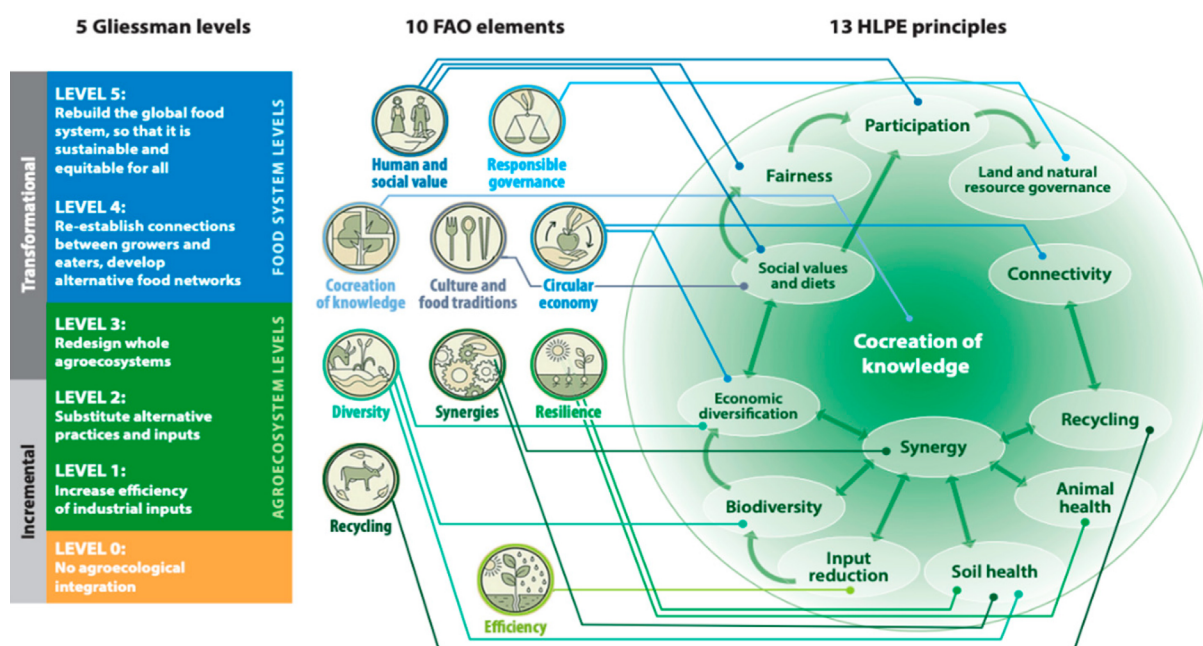 5 Gliessman levels
10 FAO elements
13 HLPE principles
Transformational
Incremental
FOOD SYSTEM LEVELS
AGROECOSYSTEM LEVELS
LEVEL 5:
Rebuild the global food
system, so that it is
sustainable and
equitable for all
LEVEL 4:
Re-establish connections
between growers and
eaters, develop
alternative food networks
LEVEL 3:
Redesign whole
agroecosystems
LEVEL 2:
Substitute alternative
practices and inputs
LEVEL 1:
Increase efficiency
of industrial inputs
LEVEL 0:
No agroecological
integration
Human and
social value
Responsible
governance
Cocreation
of knowledge
Culture and
food traditions
Circular
economy
Diversity
Synergies
Resilience
Recycling
Efficiency
Participation
Fairness
Land and natural
resource governance
Social values
and diets
Connectivity
Cocreation of
knowledge
Economic
diversification
Recycling
Synergy
Biodiversity
Animal
health
Input
reduction
Soil health